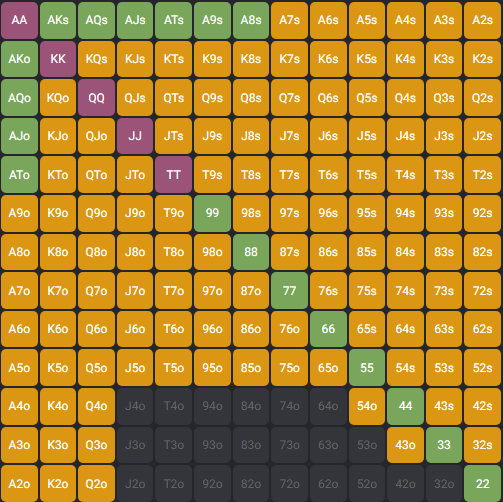 AA AKs AQs AJs ATs A9s A8s A7s A6s A5s A4s A3s A2s
AKo KK KQs KJs KTs K9s K8s K7s K6s K5s K4s K3s K2s
AQo KQo QQ QJs QTs Q9s Q8s Q7s Q6s Q5s Q4s Q3s Q2s
AJo KJo QJo JJ JTs J9s J8s J7s J6s J5s J4s J3s J2s
ATo KTo QTo JTo TT T9s T8s T7s T6s T5s T4s T3s T2s
A9o K9o Q9o J9o T9o 99 98s 97s 96s 95s 94s 93s 92s
A8o K8o Q8o J8o T8o 98o 88 87s 86s 85s 84s 83s 82s
A7o K7o Q7o J7o T7o 97o 87o 77 76s 75s 74s 73s 72s
A6o K6o Q6o J6o T6o 96o 86o 76o 66 65s 64s 63s 62s
A5o K5o Q5o J5o T5o 95o 85o 75o 65o 55 54s 53s 52s
A4o K4o Q4o J4o T4o 94o 84o 74o 64o 54o 44 43s 42s
A3o K3o Q3o J3o T3o 93o 83o 73o 63o 53o 43o 33 32s
A2o K2o Q2o J2o T2o 92o 82o 72o 62o 52o 42o 32o 22